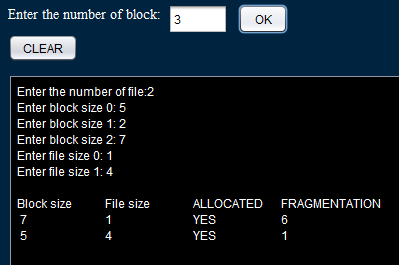 Enter the number of block: 3 OK
CLEAR
Enter the number of file:2
Enter block size 0: 5
Enter block size 1: 2
Enter block size 2: 7
Enter file size 0: 1
Enter file size 1: 4
Block size File size ALLOCATED FRAGMENTATION
7 1 YES 6
5 4 YES 1